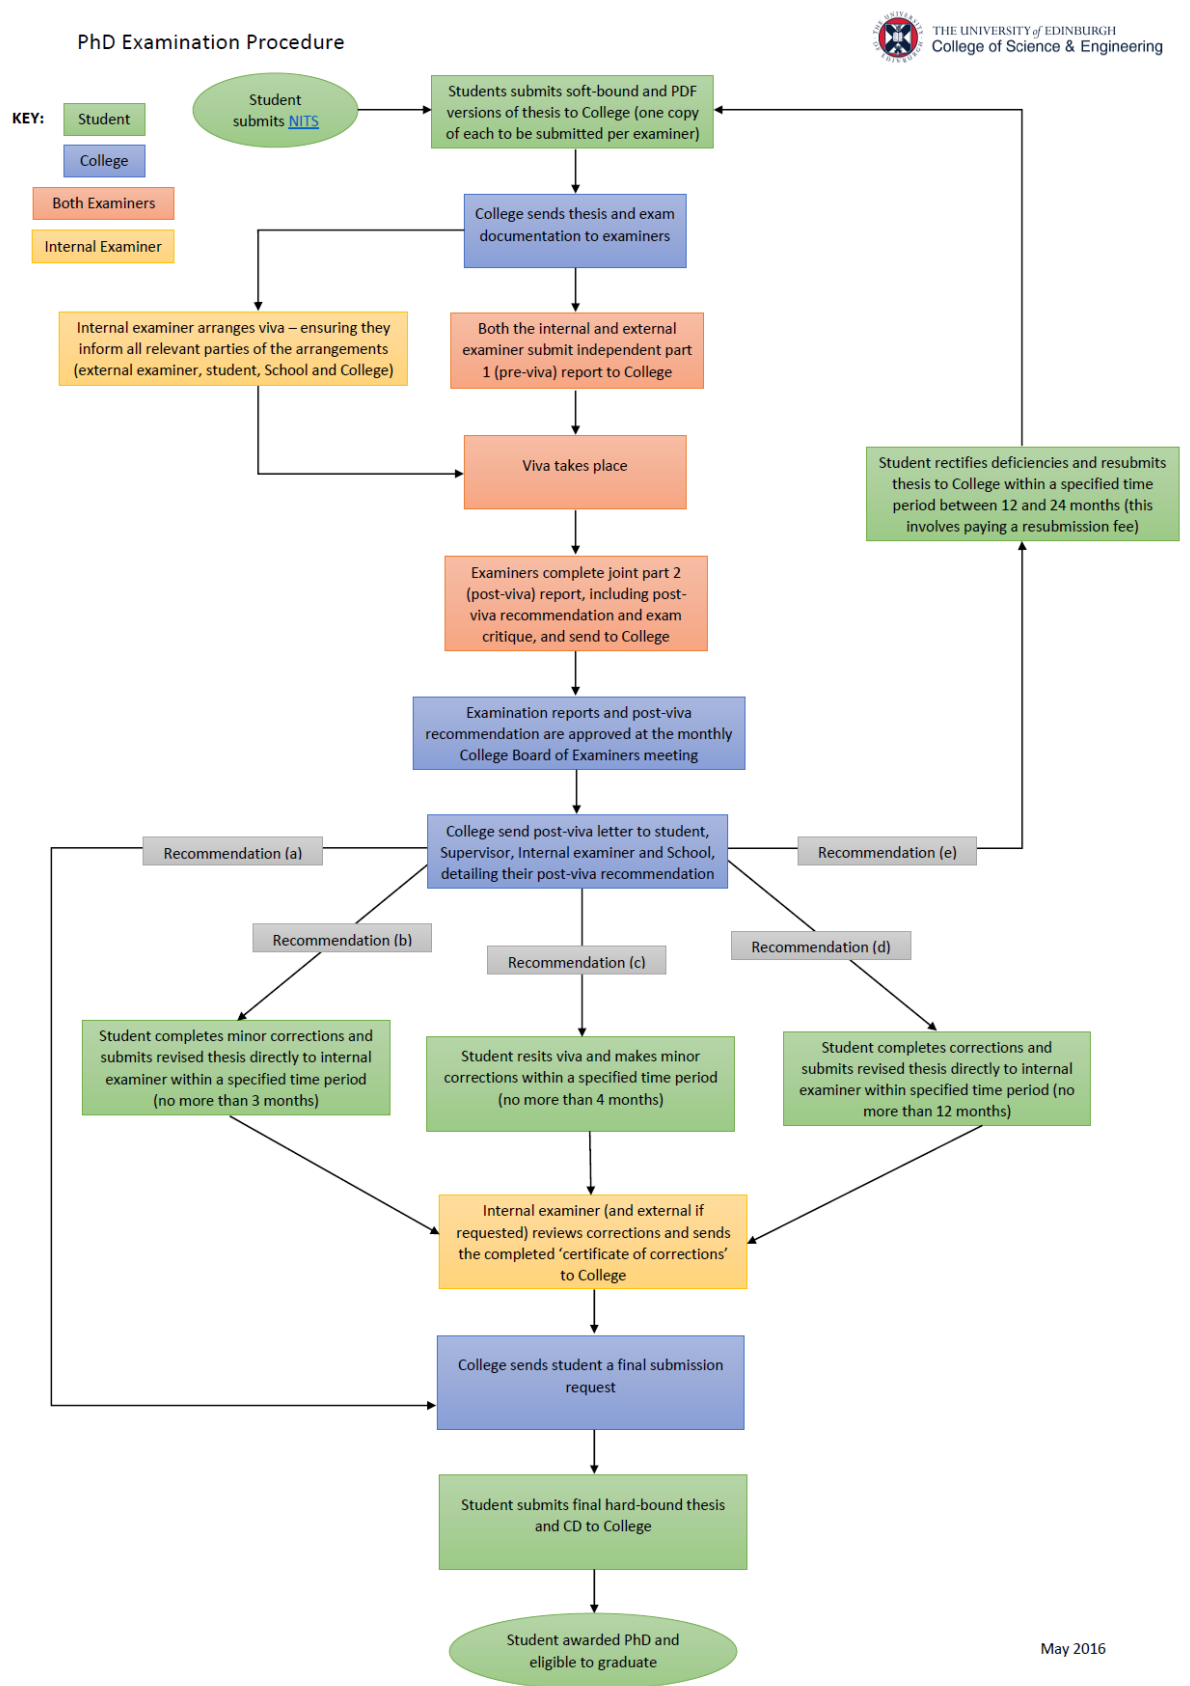 PhD Examination Procedure
THE UNIVERSITY of EDINBURGH
College of Science & Engineering
THE UNIVERSITY OF EDINBURGH
KEY:
Student
College
Both Examiners
Internal Examiner
Student
submits NITS
Students submits soft-bound and PDF
versions of thesis to College (one copy
of each to be submitted per examiner)
College sends thesis and exam
documentation to examiners
Internal examiner arranges viva – ensuring they
inform all relevant parties of the arrangements
(external examiner, student, School and College)
Both the internal and external
examiner submit independent part
1 (pre-viva) report to College
Viva takes place
Student rectifies deficiencies and resubmits
thesis to College within a specified time
period between 12 and 24 months (this
involves paying a resubmission fee)
Examiners complete joint part 2
(post-viva) report, including post-
viva recommendation and exam
critique, and send to College
Examination reports and post-viva
recommendation are approved at the monthly
College Board of Examiners meeting
College send post-viva letter to student,
Supervisor, Internal examiner and School,
detailing their post-viva recommendation
Recommendation (a)
Recommendation (e)
Recommendation (b)
Recommendation (c)
Recommendation (d)
Student completes minor corrections and
submits revised thesis directly to internal
examiner within a specified time period
(no more than 3 months)
Student resits viva and makes minor
corrections within a specified time period
(no more than 4 months)
Student completes corrections and
submits revised thesis directly to internal
examiner within specified time period (no
more than 12 months)
Internal examiner (and external if
requested) reviews corrections and sends
the completed ‘certificate of corrections’
to College
College sends student a final submission
request
Student submits final hard-bound thesis
and CD to College
Student awarded PhD and
eligible to graduate
May 2016